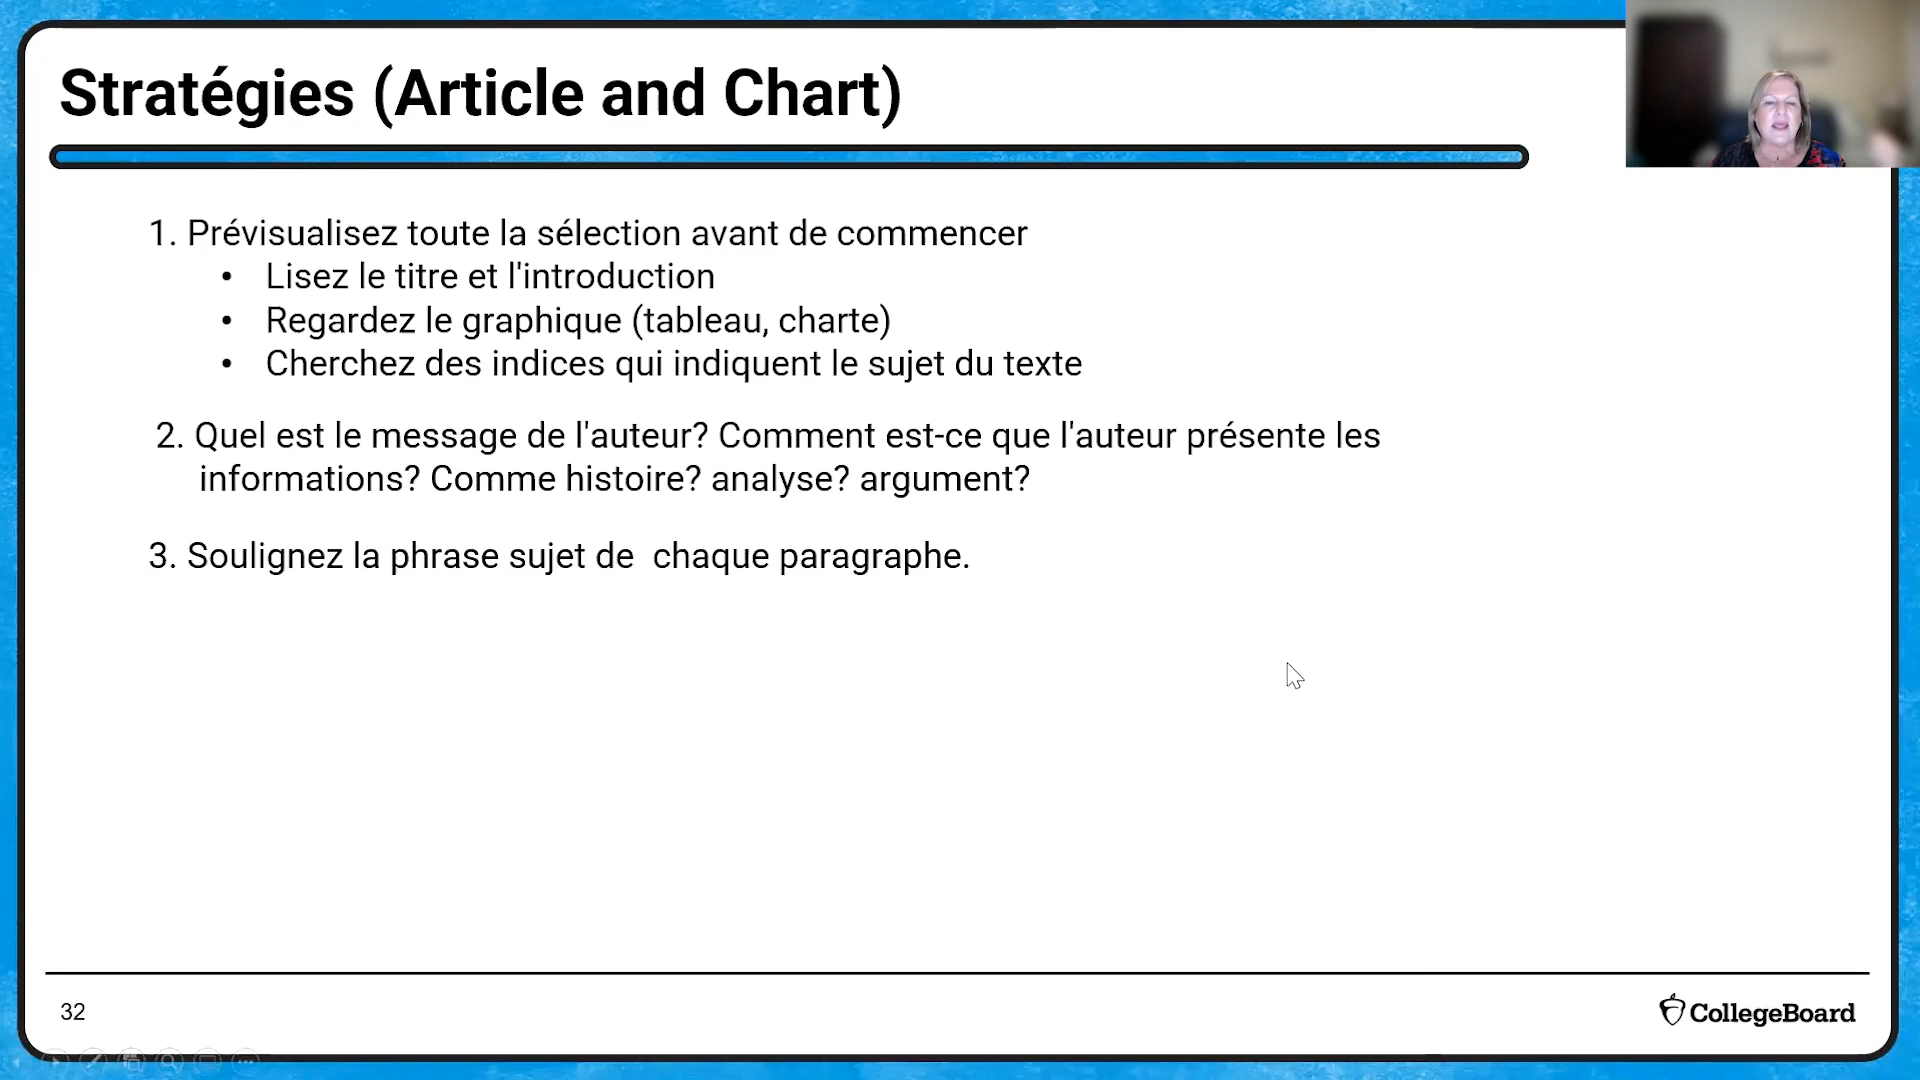 Stratégies (Article and Chart)
1. Prévisualisez toute la sélection avant de commencer
• Lisez le titre et l'introduction
• Regardez le graphique (tableau, charte)
• Cherchez des indices qui indiquent le sujet du texte
2. Quel est le message de l'auteur? Comment est-ce que l'auteur présente les
informations? Comme histoire? analyse? argument?
3. Soulignez la phrase sujet de  chaque paragraphe.
32
CollegeBoard